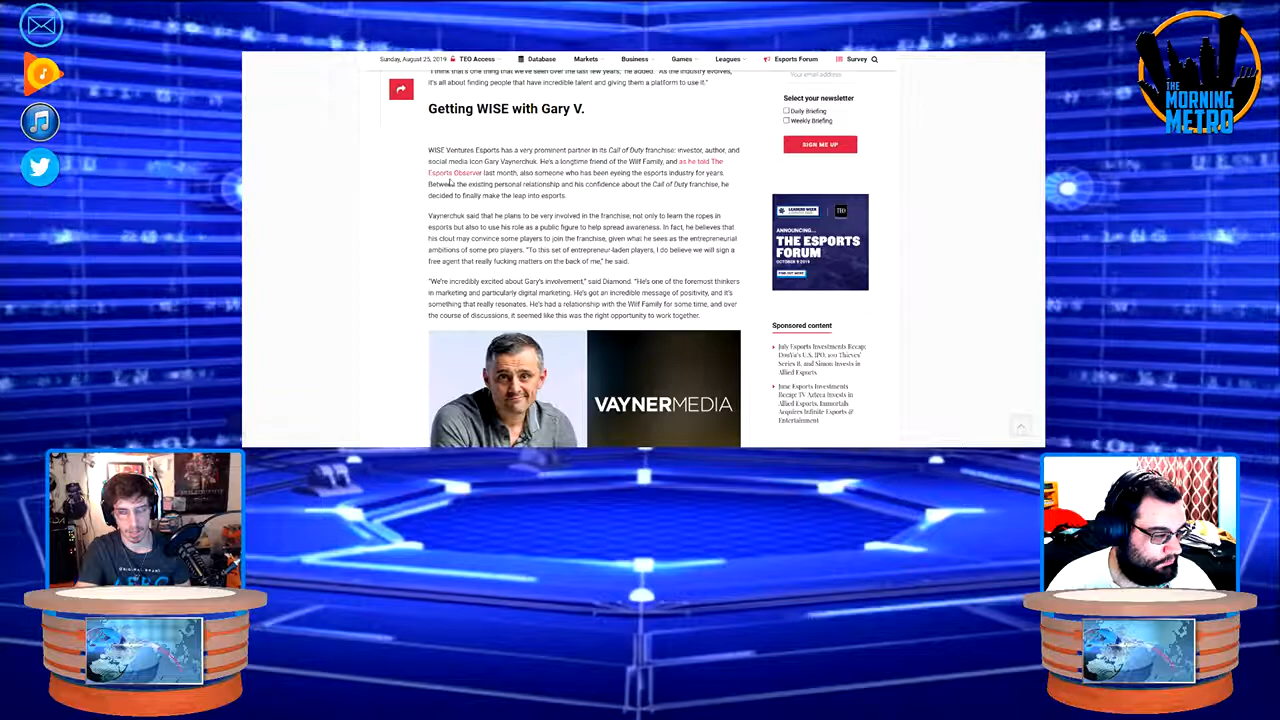 Sunday, August 25, 2019 TEO Access Database Markets Business Games Leagues Esports Forum Survey
"I think that's one thing that we've seen over the last few years," he added. "As the industry evolves,
it's all about finding people that have incredible talent and giving them a platform to use it."
Getting WISE with Gary V.
WISE Ventures Esports has a very prominent partner in its Call of Duty franchise: investor, author, and
social media icon Gary Vaynerchuk. He's a longtime friend of the Wilf Family, and as he told The
Esports Observer last month, also someone who has been eyeing the esports industry for years.
Between the existing personal relationship and his confidence about the Call of Duty franchise, he
decided to finally make the leap into esports.
Vaynerchuk said that he plans to be very involved in the franchise, not only to learn the ropes in
esports but also to use his role as a public figure to help spread awareness. In fact, he believes that
his clout may convince some players to join the franchise, given what he sees as the entrepreneurial
ambitions of some pro players. "To this set of entrepreneur-laden players, I do believe we will sign a
free agent that really fucking matters on the back of me," he said.
"We're incredibly excited about Gary's involvement," said Diamond. "He's one of the foremost thinkers
in marketing and particularly digital marketing. He's got an incredible message of positivity, and it's
something that really resonates. He's had a relationship with the Wilf Family for some time, and over
the course of discussions, it seemed like this was the right opportunity to work together.
VAYNERMEDIA
Your email address
Select your newsletter
Daily Briefing
Weekly Briefing
SIGN ME UP
LEADERS WEEK
TEO
ANNOUNCING...
THE ESPORTS
FORUM
OCTOBER 9 2019
FIND OUT MORE
Sponsored content
July Esports Investments Recap:
DouYu's U.S. IPO, 100 Thieves'
Series B, and Simon Invests in
Allied Esports
June Esports Investments
Recap: TV Azteca Invests in
Allied Esports, Immortals
Acquires Infinite Esports &
Entertainment
THE
MORNING
METRO